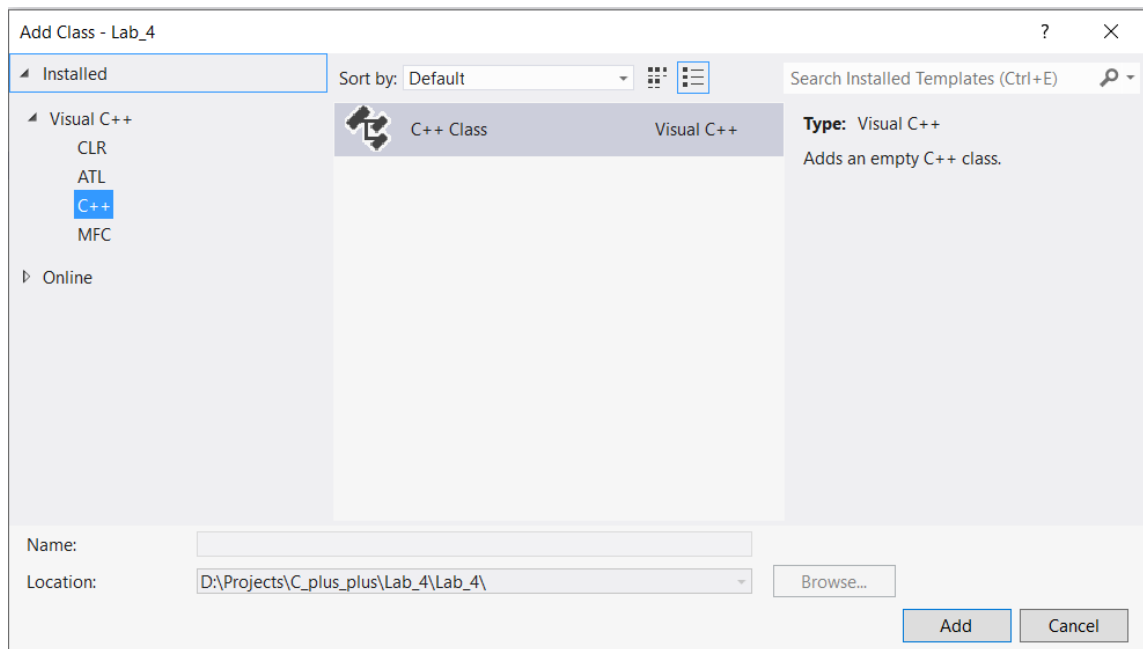 Add Class - Lab_4
?
Installed
Sort by: Default
Search Installed Templates (Ctrl+E)
Visual C++
CLR
ATL
C++
MFC
Online
C++ Class Visual C++
Type: Visual C++
Adds an empty C++ class.
Name:
Location: D:\Projects\C_plus_plus\Lab_4\Lab_4\
Browse...
Add Cancel